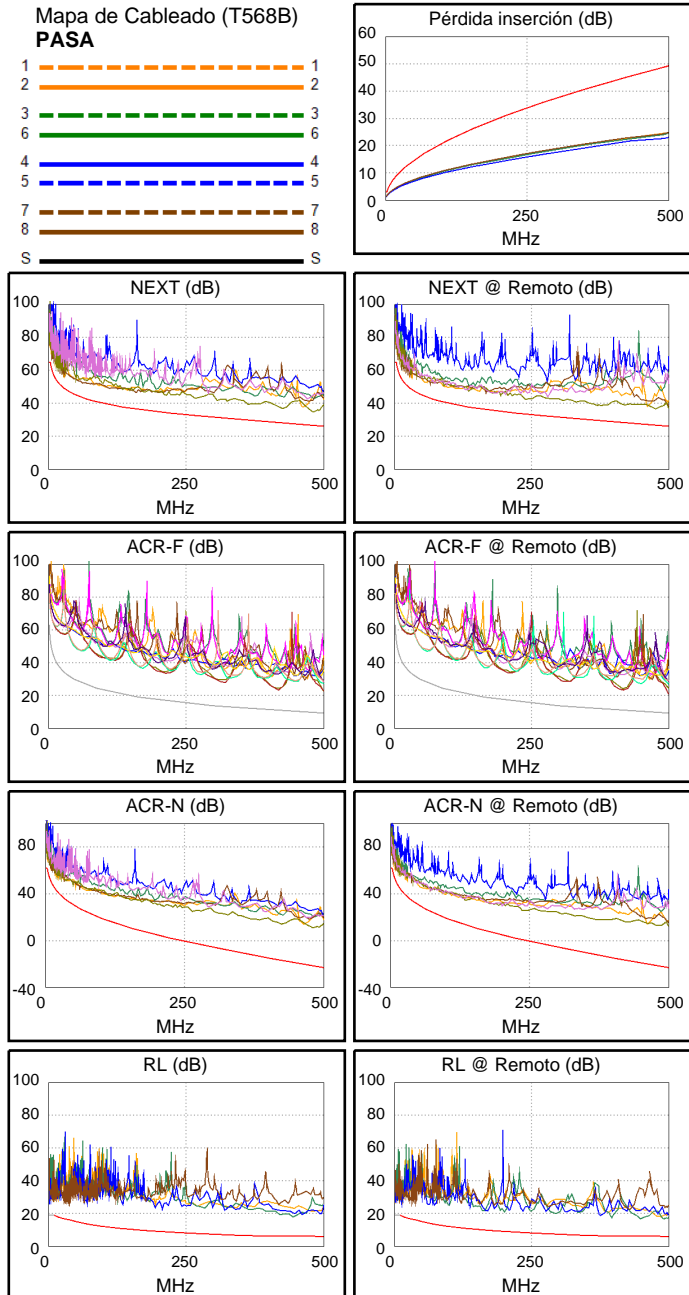 Mapa de Cableado (T568B)
PASA
1 1
2 2
3 3
6 6
4 4
5 5
7 7
8 8
S S
Pérdida inserción (dB)
60
50
40
30
20
10
0
0 250 500
MHz
NEXT (dB)
100
80
60
40
20
0
0 250 500
MHz
NEXT @ Remoto (dB)
100
80
60
40
20
0
0 250 500
MHz
ACR-F (dB)
100
80
60
40
20
0
0 250 500
MHz
ACR-F @ Remoto (dB)
100
80
60
40
20
0
0 250 500
MHz
ACR-N (dB)
80
40
0
-40
0 250 500
MHz
ACR-N @ Remoto (dB)
80
40
0
-40
0 250 500
MHz
RL (dB)
100
80
60
40
20
0
0 250 500
MHz
RL @ Remoto (dB)
100
80
60
40
20
0
0 250 500
MHz